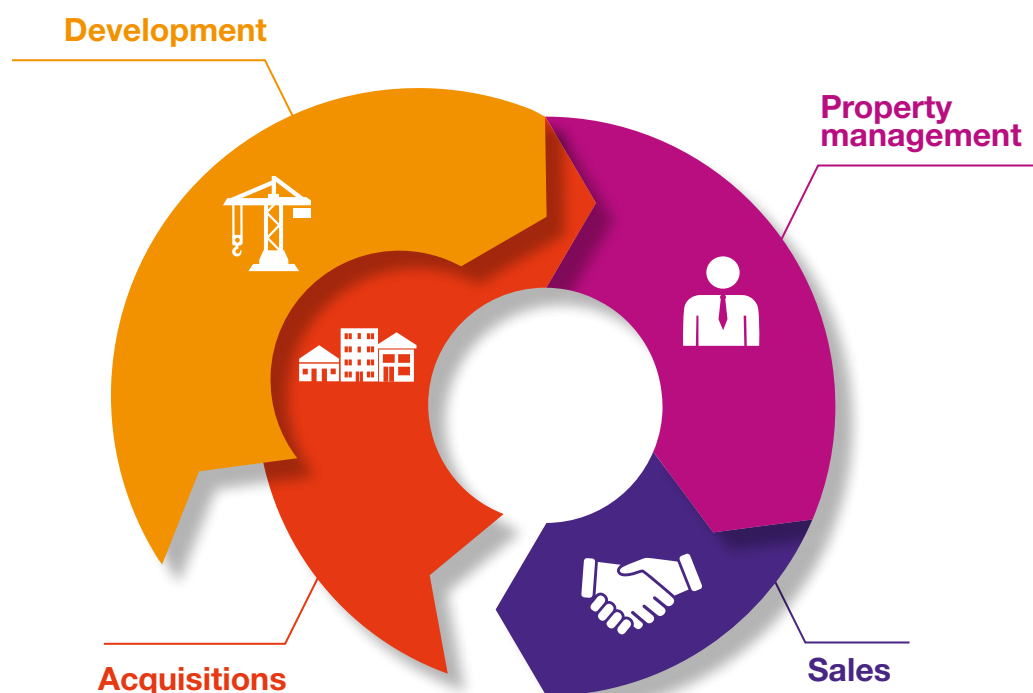 Development
Property
management
Acquisitions
Sales